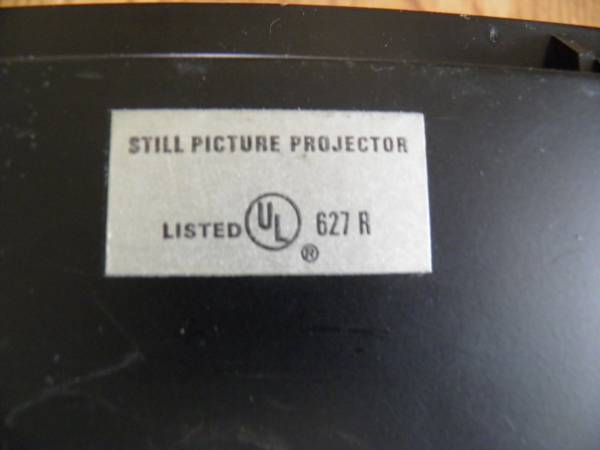 STILL PICTURE PROJECTOR
LISTED UL 627 R
®